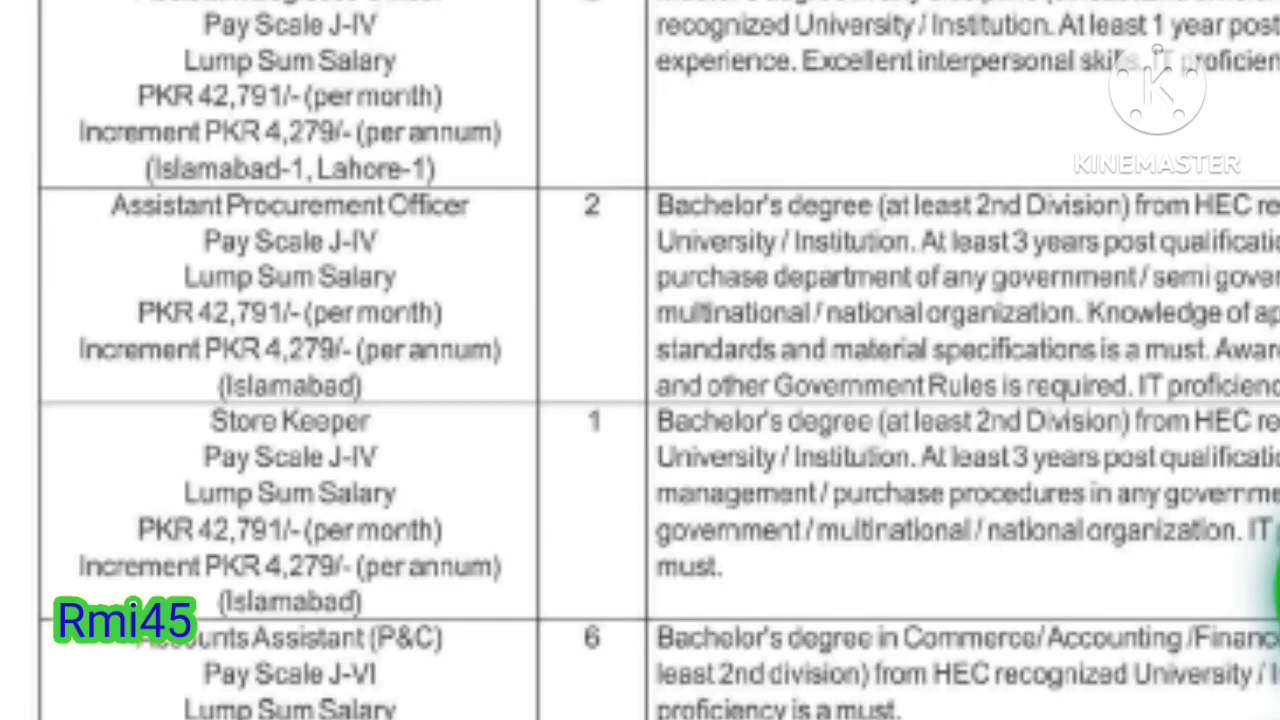 Pay Scale J-IV
Lump Sum Salary
PKR 42,791/- (per month)
Increment PKR 4,279/- (per annum)
(Islamabad-1, Lahore-1)
recognized University / Institution. At least 1 year post
experience. Excellent interpersonal skills. IT proficien
KINEMASTER
Assistant Procurement Officer
Pay Scale J-IV
Lump Sum Salary
PKR 42,791/- (per month)
Increment PKR 4,279/- (per annum)
(Islamabad)
2
Bachelor's degree (at least 2nd Division) from HEC re
University / Institution. At least 3 years post qualificatio
purchase department of any government / semi gover
multinational / national organization. Knowledge of ap
standards and material specifications is a must. Awar
and other Government Rules is required. IT proficienc
Store Keeper
Pay Scale J-IV
Lump Sum Salary
PKR 42,791/- (per month)
Increment PKR 4,279/- (per annum)
(Islamabad)
1
Bachelor's degree (at least 2nd Division) from HEC re
University / Institution. At least 3 years post qualificatio
management / purchase procedures in any governme
government / multinational / national organization. IT
must.
Rmi45
Accounts Assistant (P&C)
Pay Scale J-VI
Lump Sum Salary
6
Bachelor's degree in Commerce/ Accounting /Financ
least 2nd division) from HEC recognized University / I
proficiency is a must.